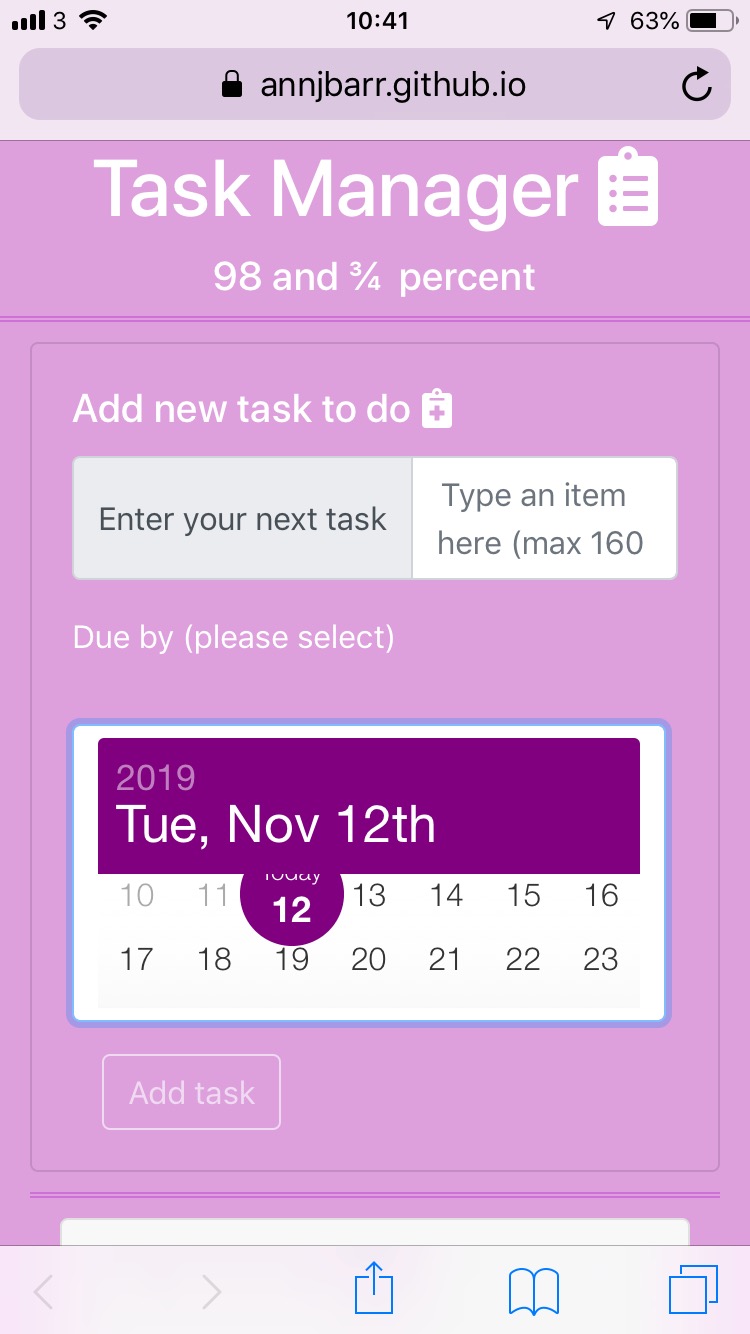 3 10:41 63%
annjbarr.github.io
Task Manager
98 and ¾ percent
Add new task to do
Enter your next task
Type an item
here (max 160
Due by (please select)
2019
Tue, Nov 12th
Today
10 11 12 13 14 15 16
17 18 19 20 21 22 23
Add task